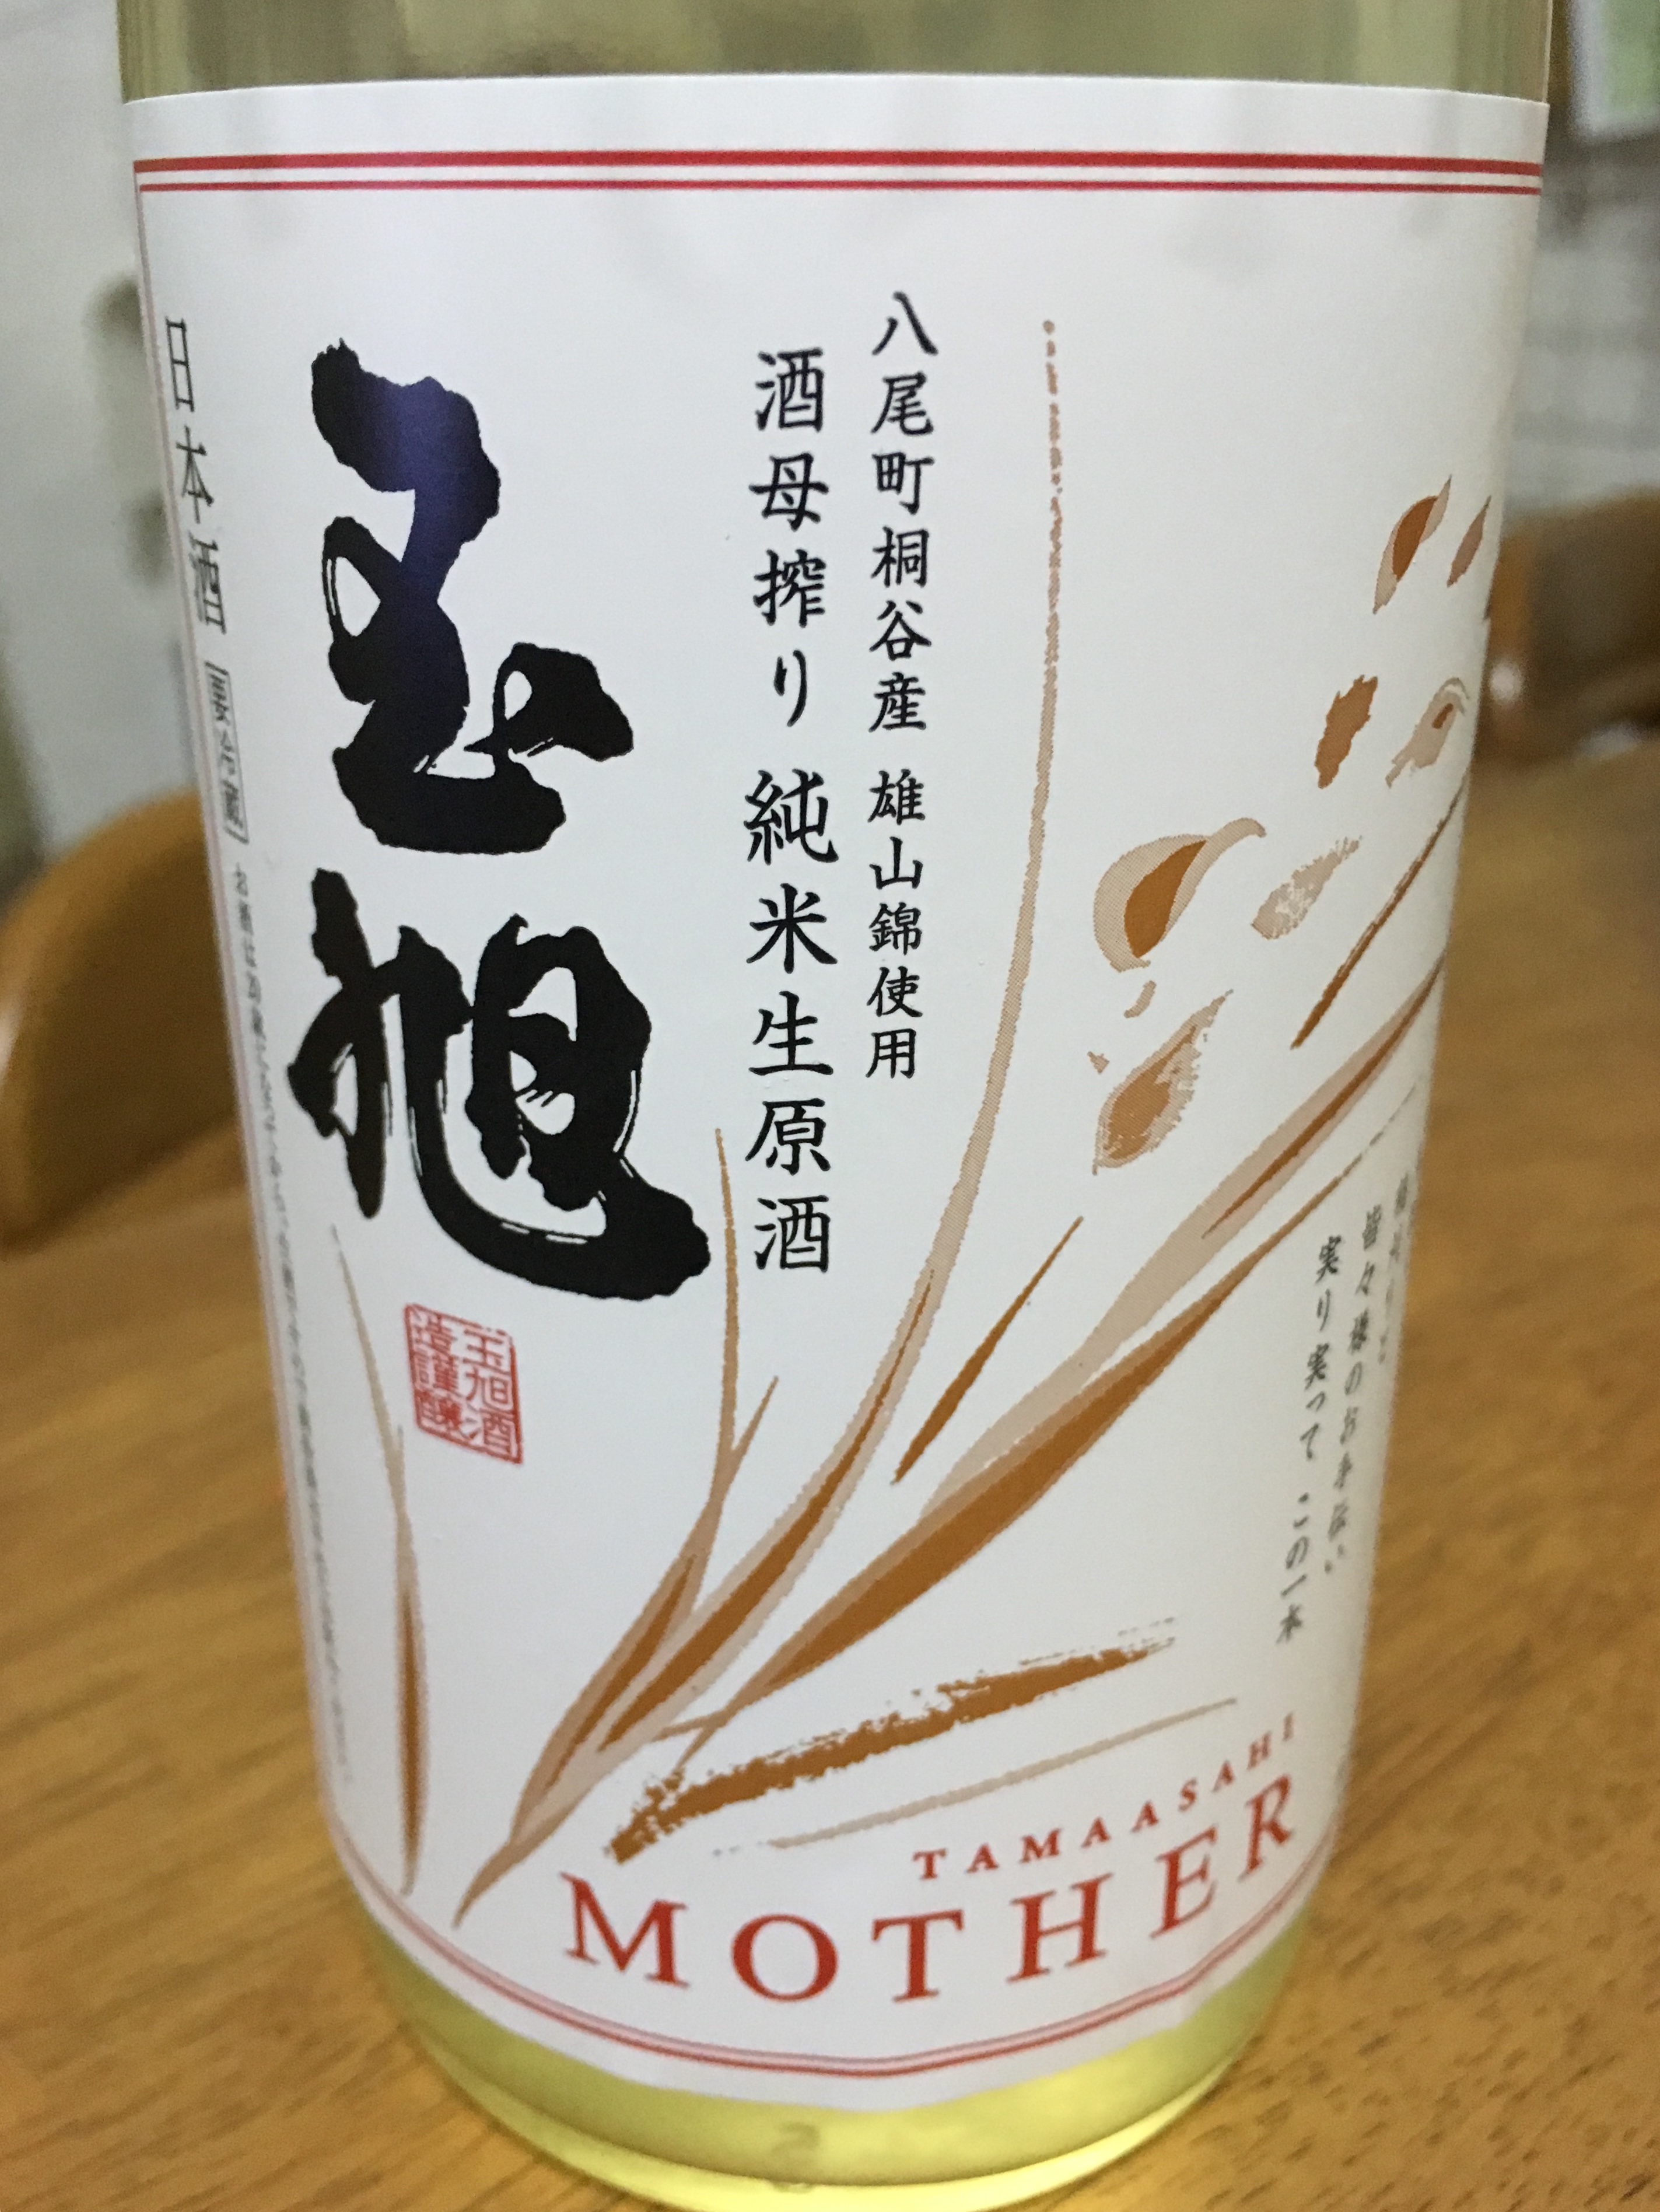 八尾町桐谷産 雄山錦使用
酒母搾り 純米生原酒
玉旭
玉旭酒
造謹醸
日本酒 要冷蔵
皆々様のお手伝い
実り実って この一本
TAMAASAHI
MOTHER